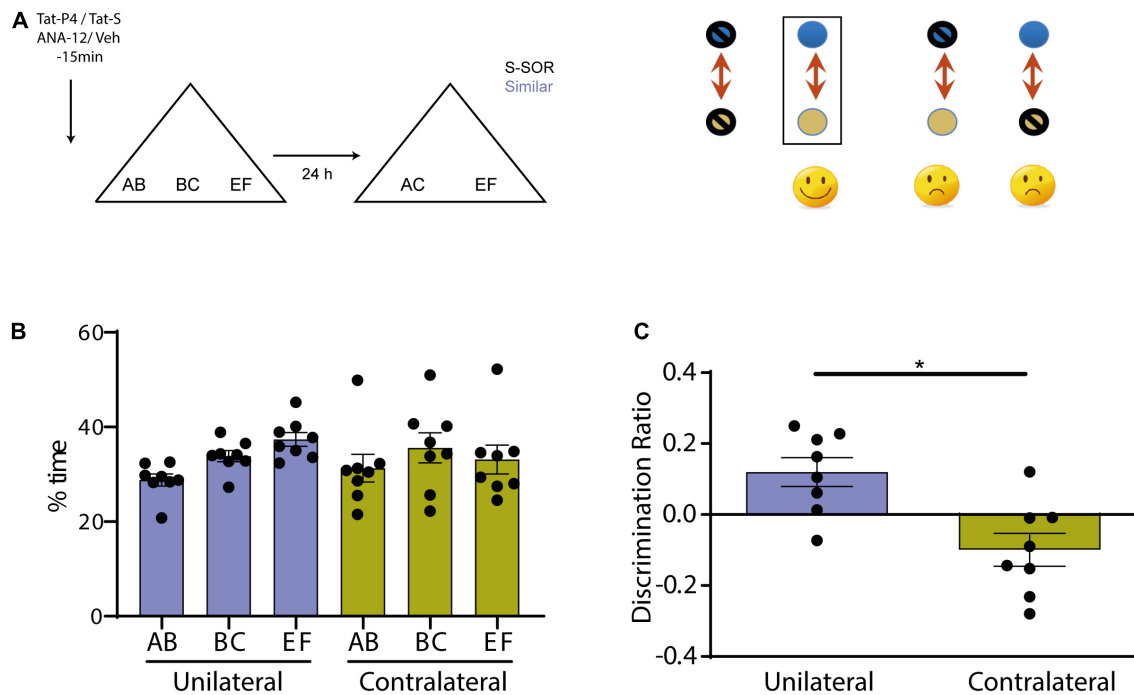 A
Tat-P4 / Tat-S
ANA-12/ Veh
-15min
S-SOR
Similar
AB BC EF
24 h
AC EF
B
% time
60
40
20
0
AB BC EF AB BC EF
Unilateral Contralateral
C
*
Discrimination Ratio
0.4
0.2
0.0
-0.2
-0.4
Unilateral Contralateral